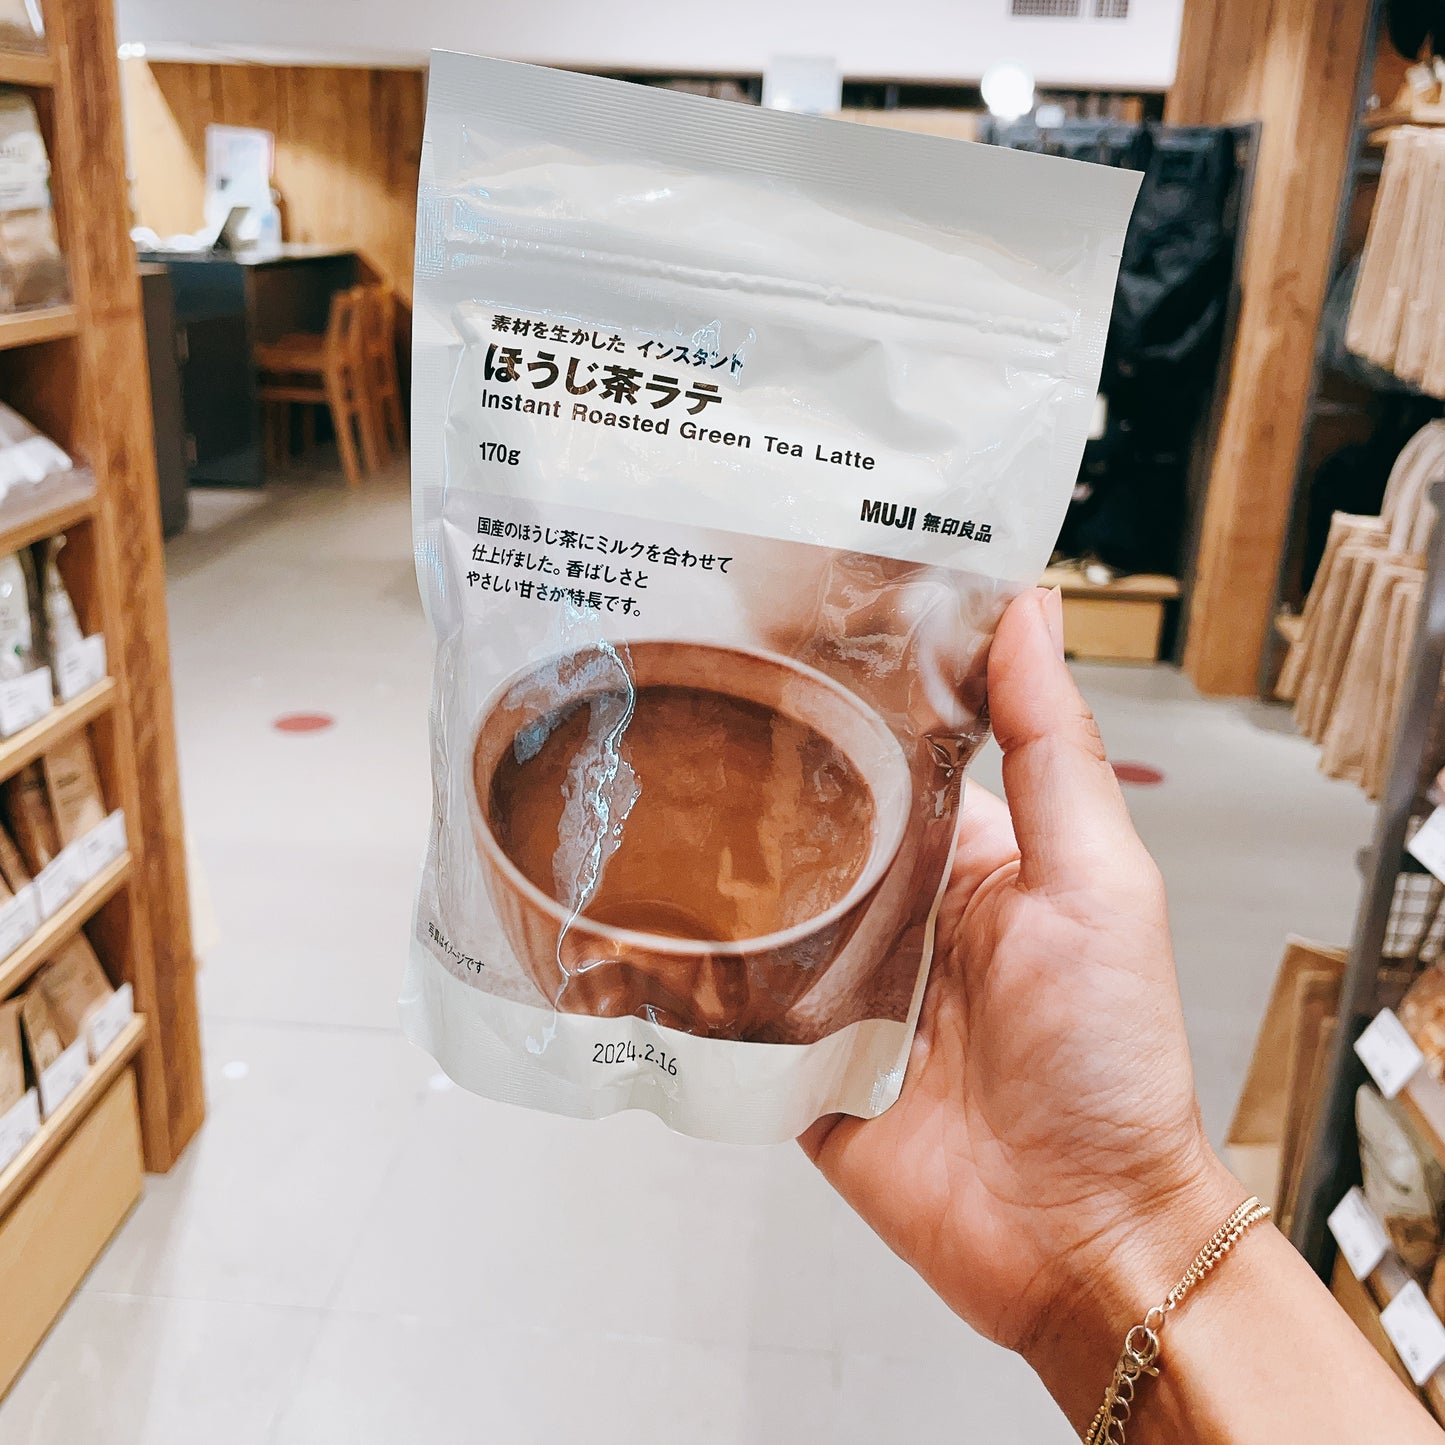 素材を生かした インスタント
ほうじ茶ラテ
Instant Roasted Green Tea Latte
170g
MUJI 無印良品
国産のほうじ茶にミルクを合わせて
仕上げました。香ばしさと
やさしい甘さが特長です。
写真はイメージです
2024.2.16